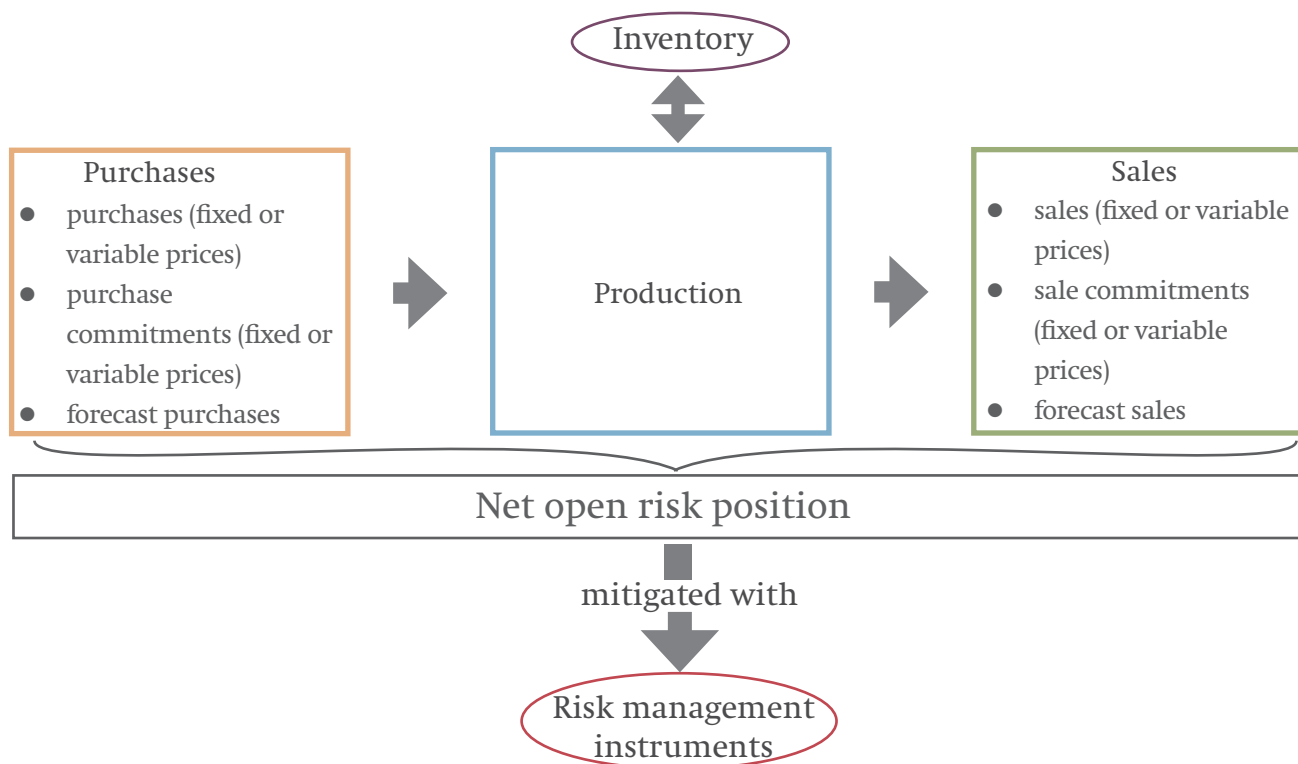 Inventory
Purchases
● purchases (fixed or
variable prices)
● purchase
commitments (fixed or
variable prices)
● forecast purchases
Production
Sales
● sales (fixed or variable
prices)
● sale commitments
(fixed or variable
prices)
● forecast sales
Net open risk position
mitigated with
Risk management
instruments